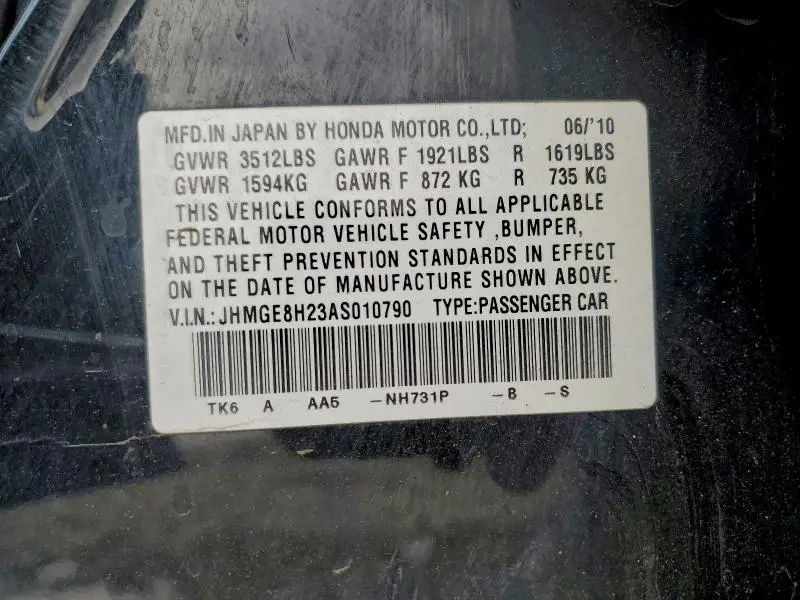 MFD.IN JAPAN BY HONDA MOTOR CO.,LTD; 06/'10
GVWR 3512LBS GAWR F 1921LBS R 1619LBS
GVWR 1594KG GAWR F 872 KG R 735 KG
THIS VEHICLE CONFORMS TO ALL APPLICABLE
FEDERAL MOTOR VEHICLE SAFETY ,BUMPER,
AND THEFT PREVENTION STANDARDS IN EFFECT
ON THE DATE OF MANUFACTURE SHOWN ABOVE.
V.I.N.: JHMGE8H23AS010790 TYPE:PASSENGER CAR
TK6 A AA5 -NH731P -B -S